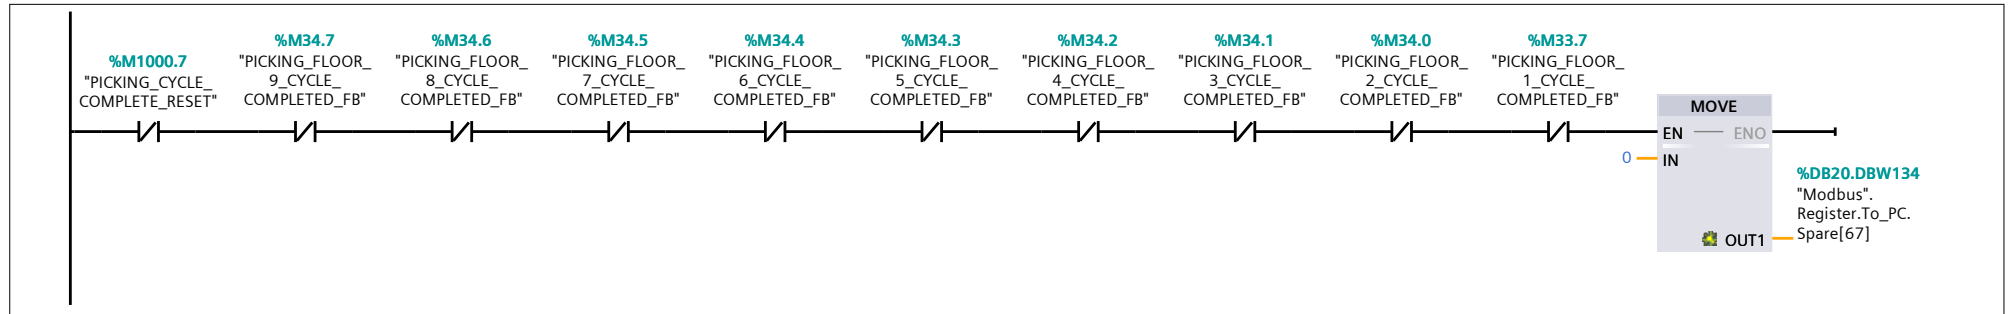 %M1000.7
"PICKING_CYCLE_
COMPLETE_RESET"
%M34.7
"PICKING_FLOOR_
9_CYCLE_
COMPLETED_FB"
%M34.6
"PICKING_FLOOR_
8_CYCLE_
COMPLETED_FB"
%M34.5
"PICKING_FLOOR_
7_CYCLE_
COMPLETED_FB"
%M34.4
"PICKING_FLOOR_
6_CYCLE_
COMPLETED_FB"
%M34.3
"PICKING_FLOOR_
5_CYCLE_
COMPLETED_FB"
%M34.2
"PICKING_FLOOR_
4_CYCLE_
COMPLETED_FB"
%M34.1
"PICKING_FLOOR_
3_CYCLE_
COMPLETED_FB"
%M34.0
"PICKING_FLOOR_
2_CYCLE_
COMPLETED_FB"
%M33.7
"PICKING_FLOOR_
1_CYCLE_
COMPLETED_FB"
MOVE
EN ENO
0 IN
OUT1
%DB20.DBW134
"Modbus".
Register.To_PC.
Spare[67]